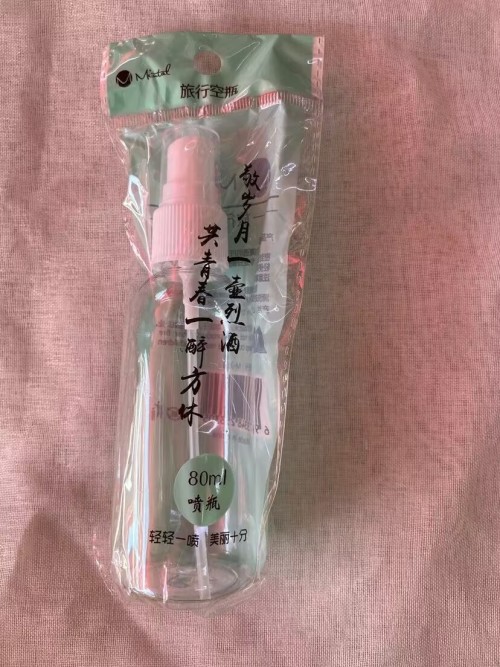 旅行空瓶
敬岁月一壶烈酒
共青春一醉方休
80ml
喷瓶
轻轻一喷 美丽十分